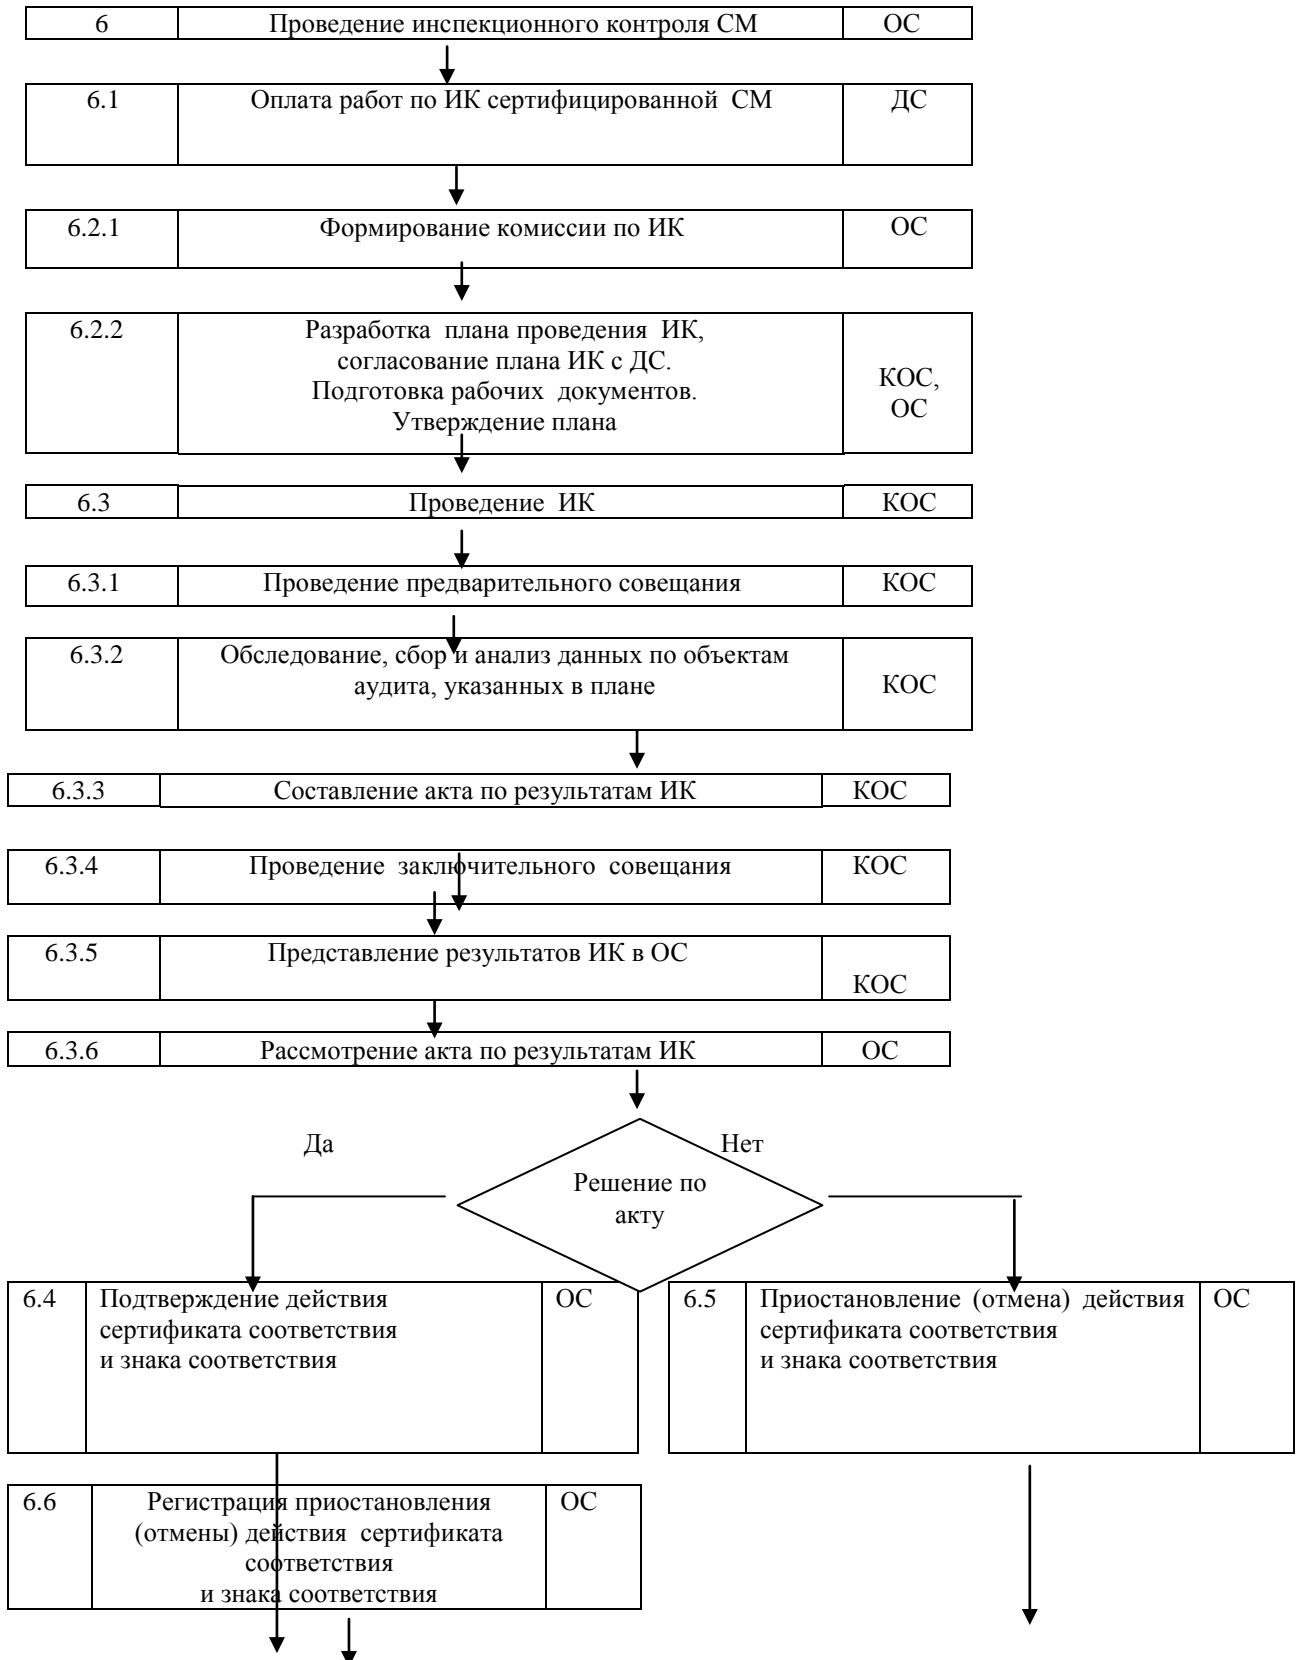 6 Проведение инспекционного контроля СМ ОС
6.1 Оплата работ по ИК сертифицированной СМ ДС
6.2.1 Формирование комиссии по ИК ОС
6.2.2 Разработка плана проведения ИК,
согласование плана ИК с ДС.
Подготовка рабочих документов. КОС,
Утверждение плана ОС
6.3 Проведение ИК КОС
6.3.1 Проведение предварительного совещания КОС
6.3.2 Обследование, сбор и анализ данных по объектам
аудита, указанных в плане КОС
6.3.3 Составление акта по результатам ИК КОС
6.3.4 Проведение заключительного совещания КОС
6.3.5 Представление результатов ИК в ОС
КОС
6.3.6 Рассмотрение акта по результатам ИК ОС
Да Нет
Решение по
акту
6.4 Подтверждение действия ОС
сертификата соответствия
и знака соответствия
6.5 Приостановление (отмена) действия ОС
сертификата соответствия
и знака соответствия
6.6 Регистрация приостановления ОС
(отмены) действия сертификата
соответствия
и знака соответствия